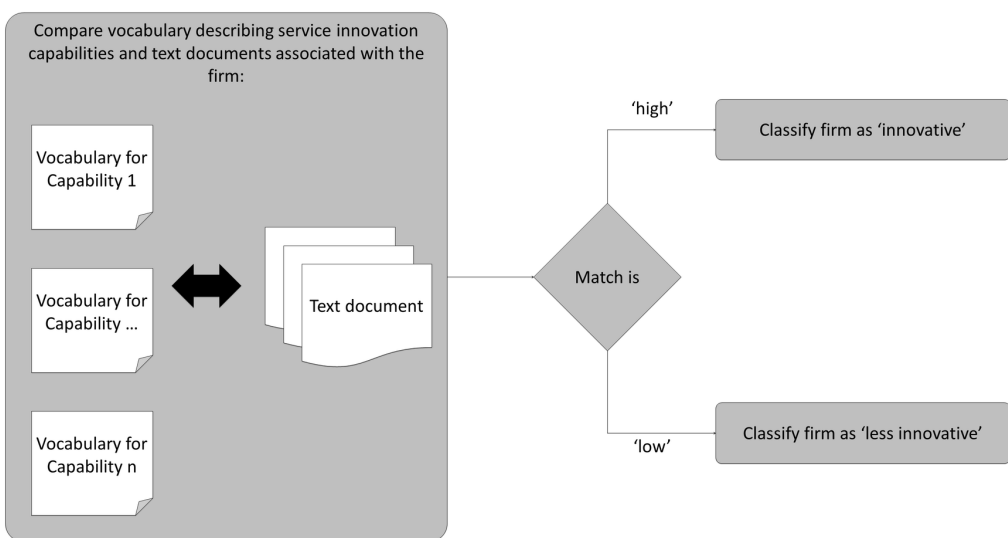 Compare vocabulary describing service innovation
capabilities and text documents associated with the
firm:
Vocabulary for
Capability 1
Vocabulary for
Capability ...
Vocabulary for
Capability n
Text document
Match is
‘high’
Classify firm as ‘innovative’
‘low’
Classify firm as ‘less innovative’